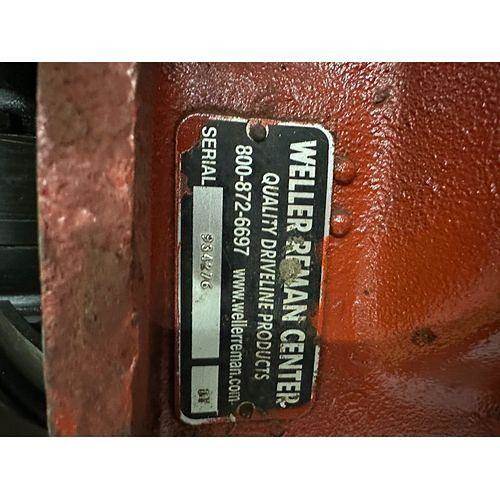 WELLER REMAN CENTER
QUALITY DRIVELINE PRODUCTS
800-872-6697 www.wellerreman.com
SERIAL